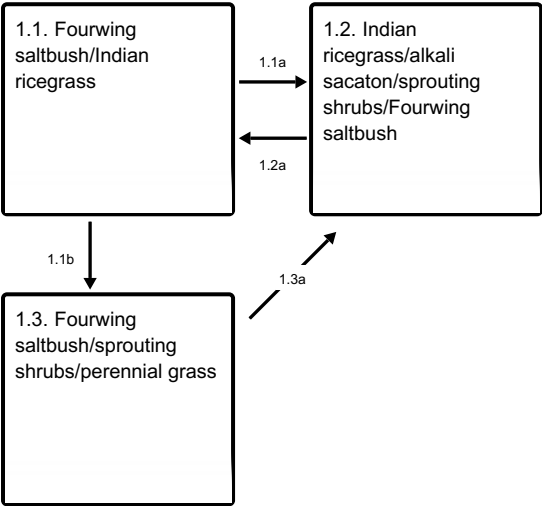 1.1. Fourwing
saltbush/Indian
ricegrass
1.1a
1.2a
1.2. Indian
ricegrass/alkali
sacaton/sprouting
shrubs/Fourwing
saltbush
1.1b
1.3a
1.3. Fourwing
saltbush/sprouting
shrubs/perennial grass